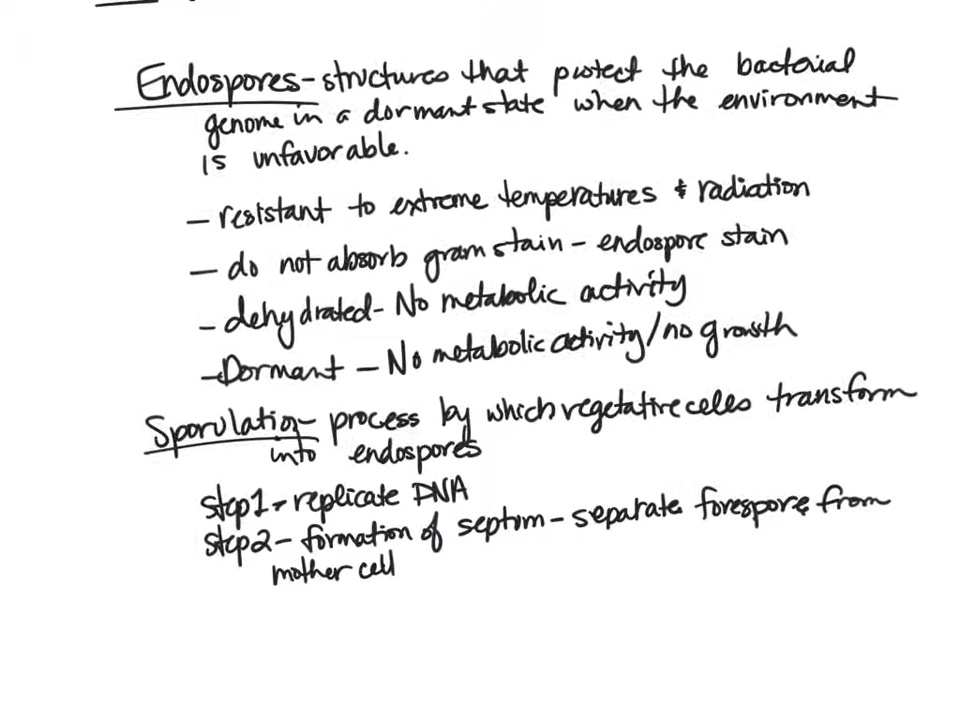 Endospores - structures that protect the bacterial
genome in a dormant state when the environment
is unfavorable.
- resistant to extreme temperatures & radiation
- do not absorb gram stain - endospore stain
- dehydrated - No metabolic activity
- Dormant - No metabolic activity/no growth
Sporulation - process by which vegetative cells transform
into endospores
step1 - replicate DNA
step2 - formation of septum - separate forespore from
mother cell